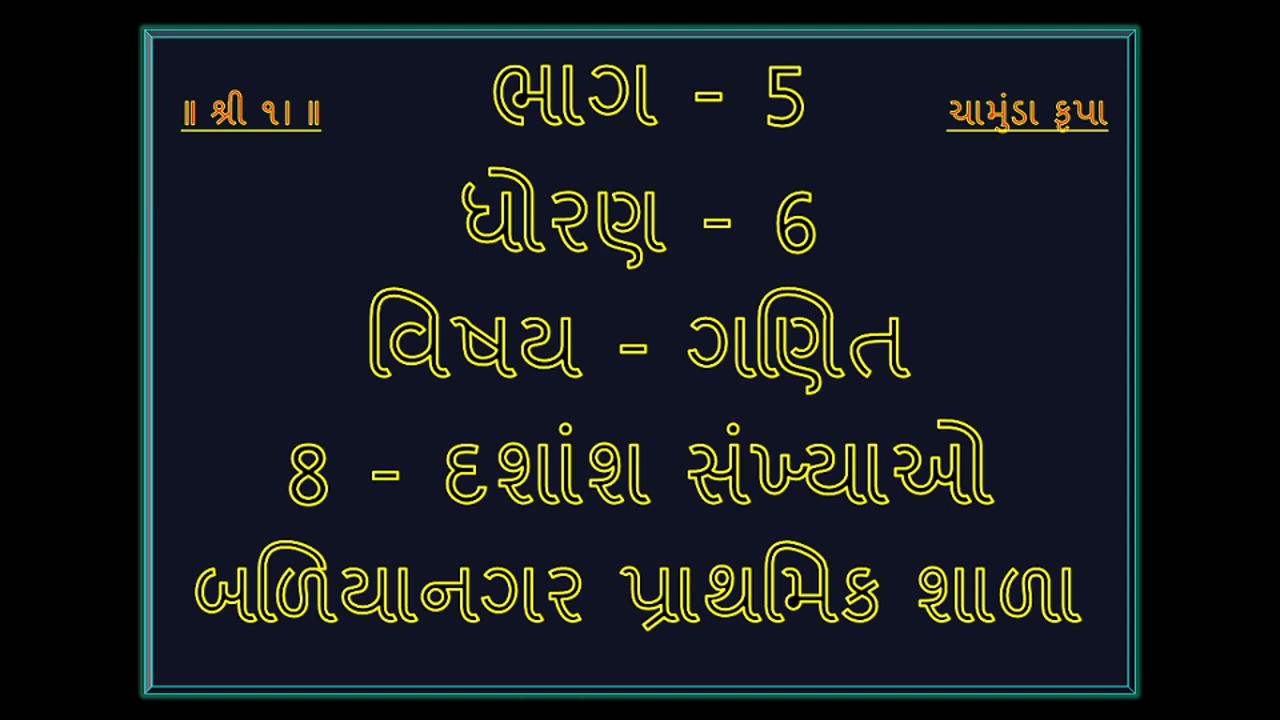 ॥ શ્રી ૧। ॥
ભાગ - 5
ચામુંડા કૃપા
ધોરણ - 6
વિષય - ગણિત
8 - દશાંશ સંખ્યાઓ
બળિયાનગર પ્રાથમિક શાળા